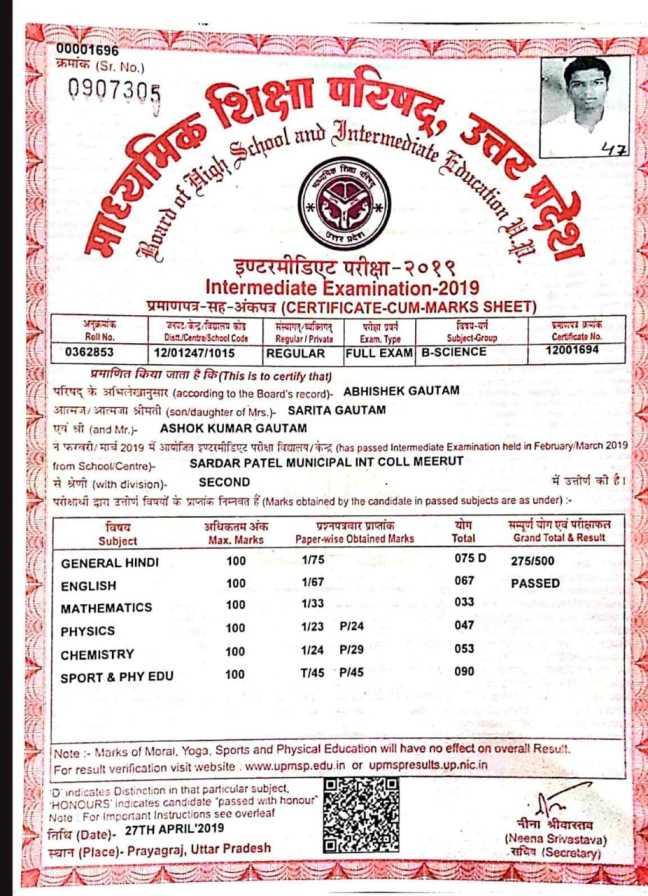 00001696
क्रमांक (Sr. No.)
0907305
माध्यमिक शिक्षा परिषद्, उत्तर प्रदेश
Board of High School and Intermediate Education U.P.
माध्यमिक शिक्षा परिषद्
उत्तर प्रदेश
47
इण्टरमीडिएट परीक्षा-२०१९
Intermediate Examination-2019
प्रमाणपत्र-सह-अंकपत्र (CERTIFICATE-CUM-MARKS SHEET)
अनुक्रमांक जनपद/केन्द्र/विद्यालय कोड संस्थागत/व्यक्तिगत परीक्षा प्रवर्ग विषय-वर्ग प्रमाणपत्र क्रमांक
Roll No. Distt./Centre/School Code Regular / Private Exam. Type Subject-Group Certificate No.
0362853 12/01247/1015 REGULAR FULL EXAM B-SCIENCE 12001694
प्रमाणित किया जाता है कि(This is to certify that)
परिषद् के अभिलेखानुसार (according to the Board's record)- ABHISHEK GAUTAM
आत्मज/आत्मजा श्रीमती (son/daughter of Mrs.)- SARITA GAUTAM
एवं श्री (and Mr.)- ASHOK KUMAR GAUTAM
ने फरवरी/मार्च 2019 में आयोजित इण्टरमीडिएट परीक्षा विद्यालय/केन्द्र (has passed Intermediate Examination held in February/March 2019
from School/Centre)- SARDAR PATEL MUNICIPAL INT COLL MEERUT
से श्रेणी (with division)- SECOND में उत्तीर्ण की है।
परीक्षार्थी द्वारा उत्तीर्ण विषयों के प्राप्तांक निम्नवत हैं (Marks obtained by the candidate in passed subjects are as under) :-
विषय अधिकतम अंक प्रश्नपत्रवार प्राप्तांक योग सम्पूर्ण योग एवं परीक्षाफल
Subject Max. Marks Paper-wise Obtained Marks Total Grand Total & Result
GENERAL HINDI 100 1/75 075 D 275/500
ENGLISH 100 1/67 067 PASSED
MATHEMATICS 100 1/33 033
PHYSICS 100 1/23 P/24 047
CHEMISTRY 100 1/24 P/29 053
SPORT & PHY EDU 100 T/45 P/45 090
Note :- Marks of Moral, Yoga, Sports and Physical Education will have no effect on overall Result.
For result verification visit website . www.upmsp.edu.in or upmspresults.up.nic.in
'D' indicates Distinction in that particular subject,
'HONOURS' indicates candidate "passed with honour"
Note : For Important Instructions see overleaf
तिथि (Date)- 27TH APRIL'2019
स्थान (Place)- Prayagraj, Uttar Pradesh
नीना श्रीवास्तव
(Neena Srivastava)
सचिव (Secretary)